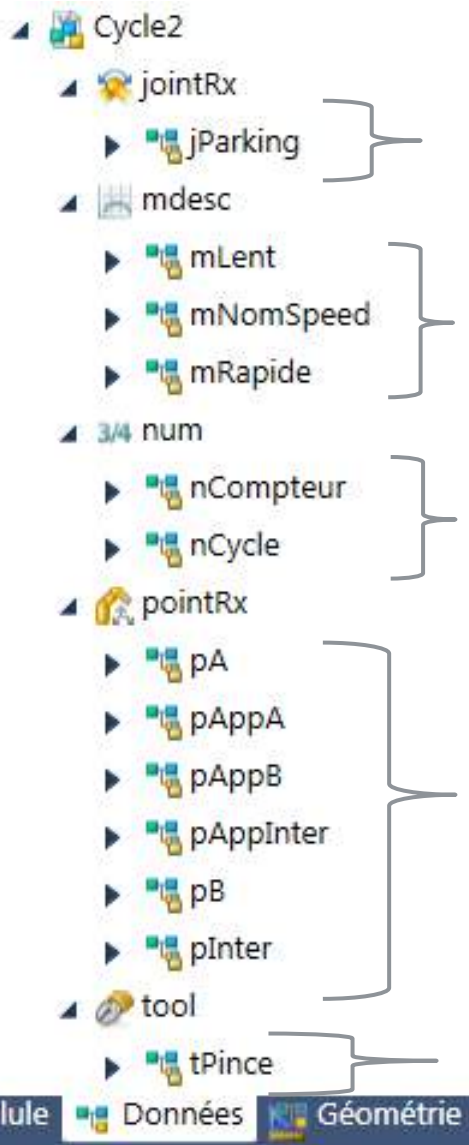 Cycle2
jointRx
jParking
mdesc
mLent
mNomSpeed
mRapide
3/4 num
nCompteur
nCycle
pointRx
pA
pAppA
pAppB
pAppInter
pB
pInter
tool
tPince
lule Données Géométrie